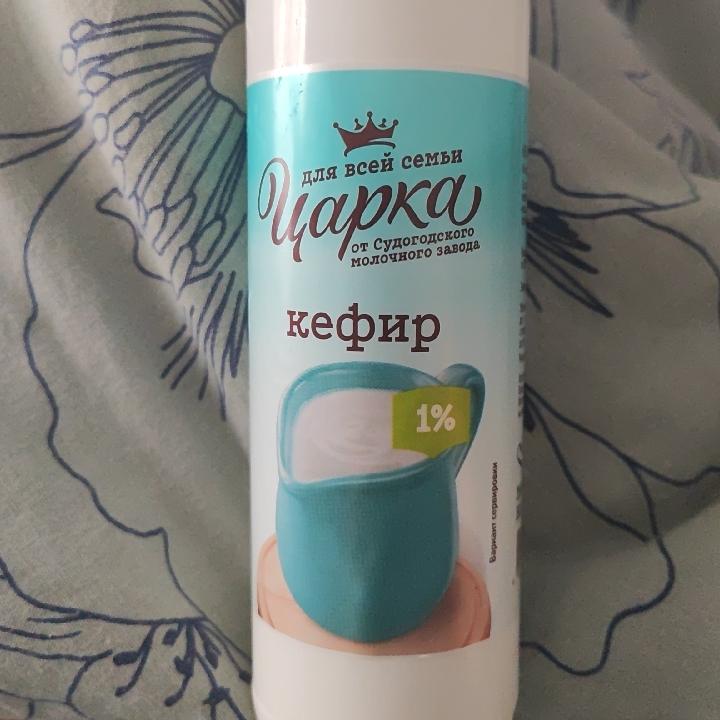 для всей семьи
Царка
от Судогодского
молочного завода
кефир
1%
Вариант сервировки